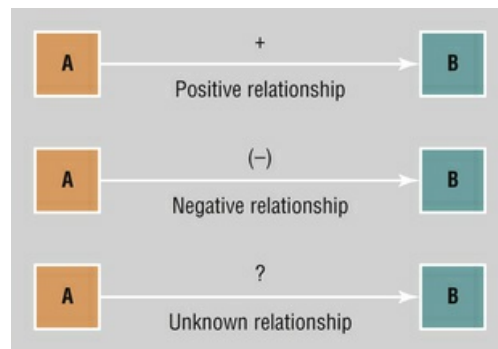 +
A B
Positive relationship
(–)
A B
Negative relationship
?
A B
Unknown relationship